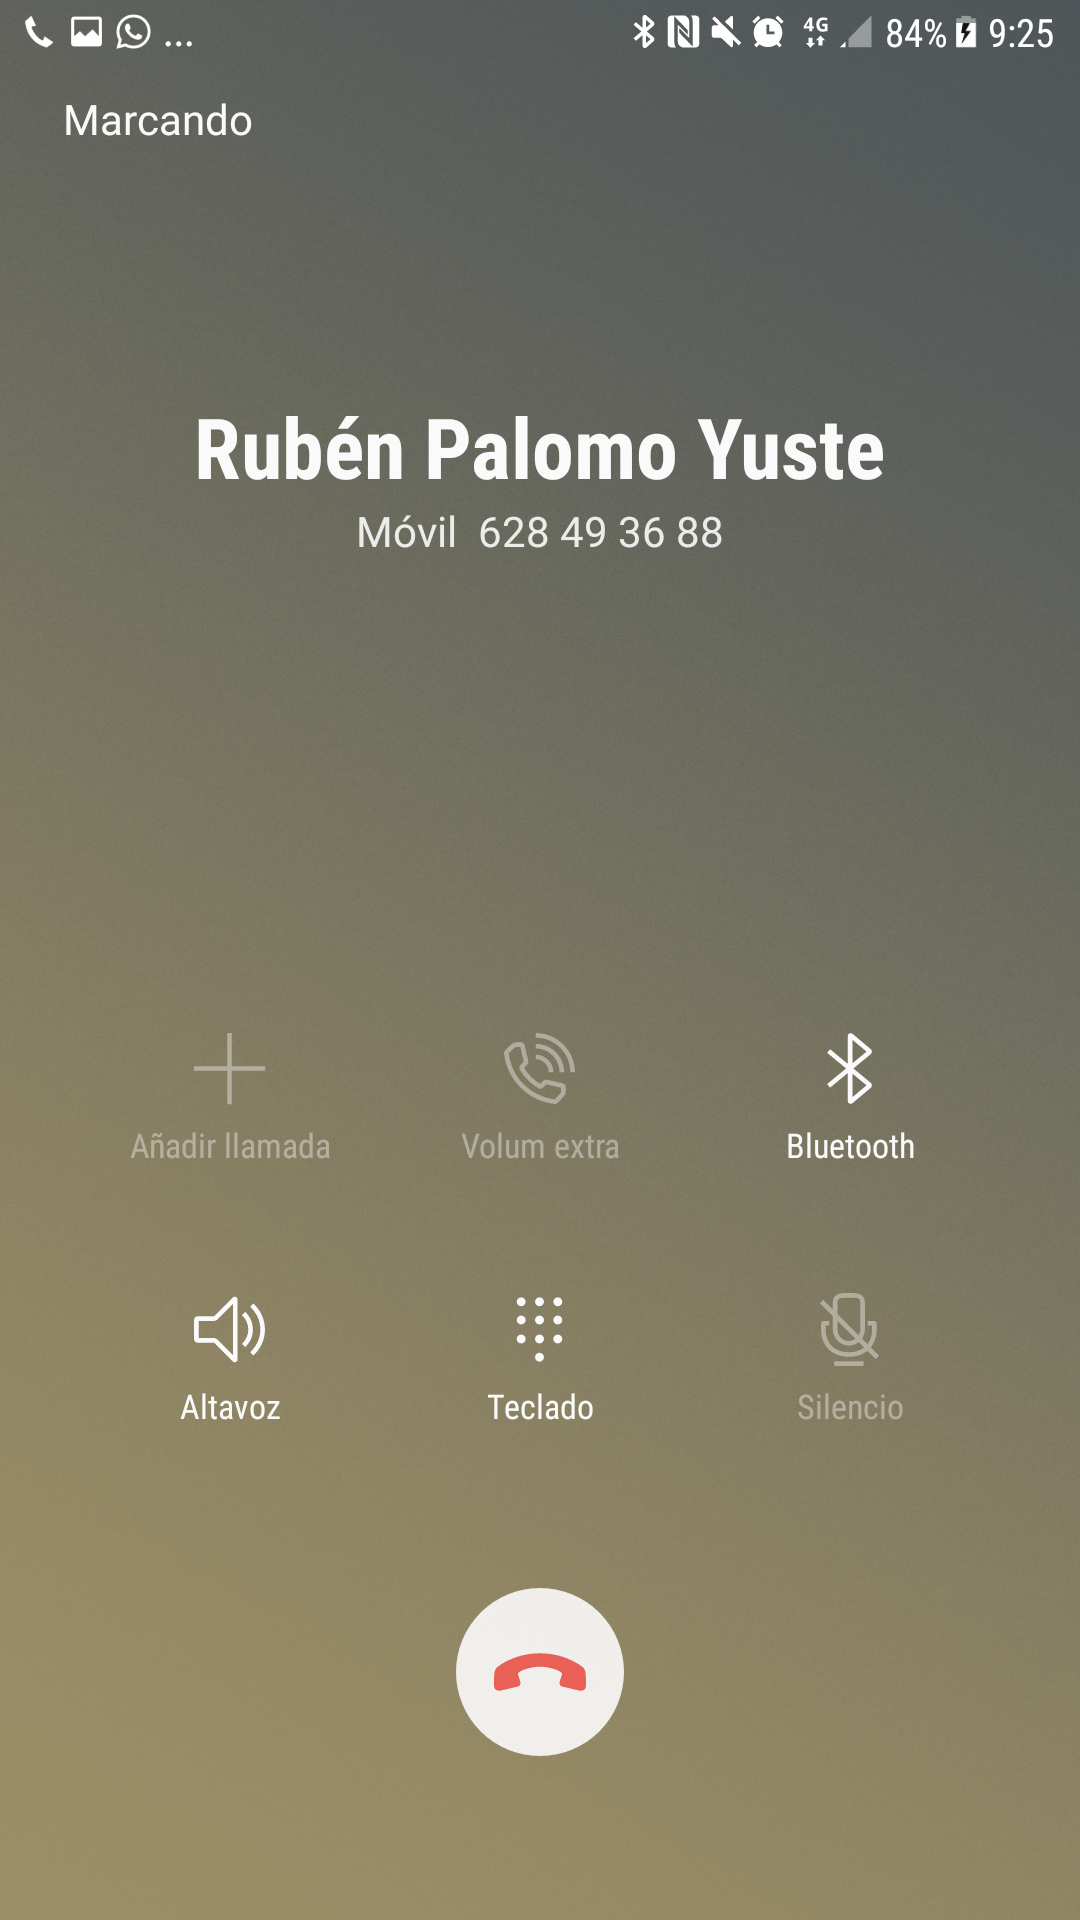 ... 4G 84% 9:25
Marcando
Rubén Palomo Yuste
Móvil 628 49 36 88
Añadir llamada Volum extra Bluetooth
Altavoz Teclado Silencio